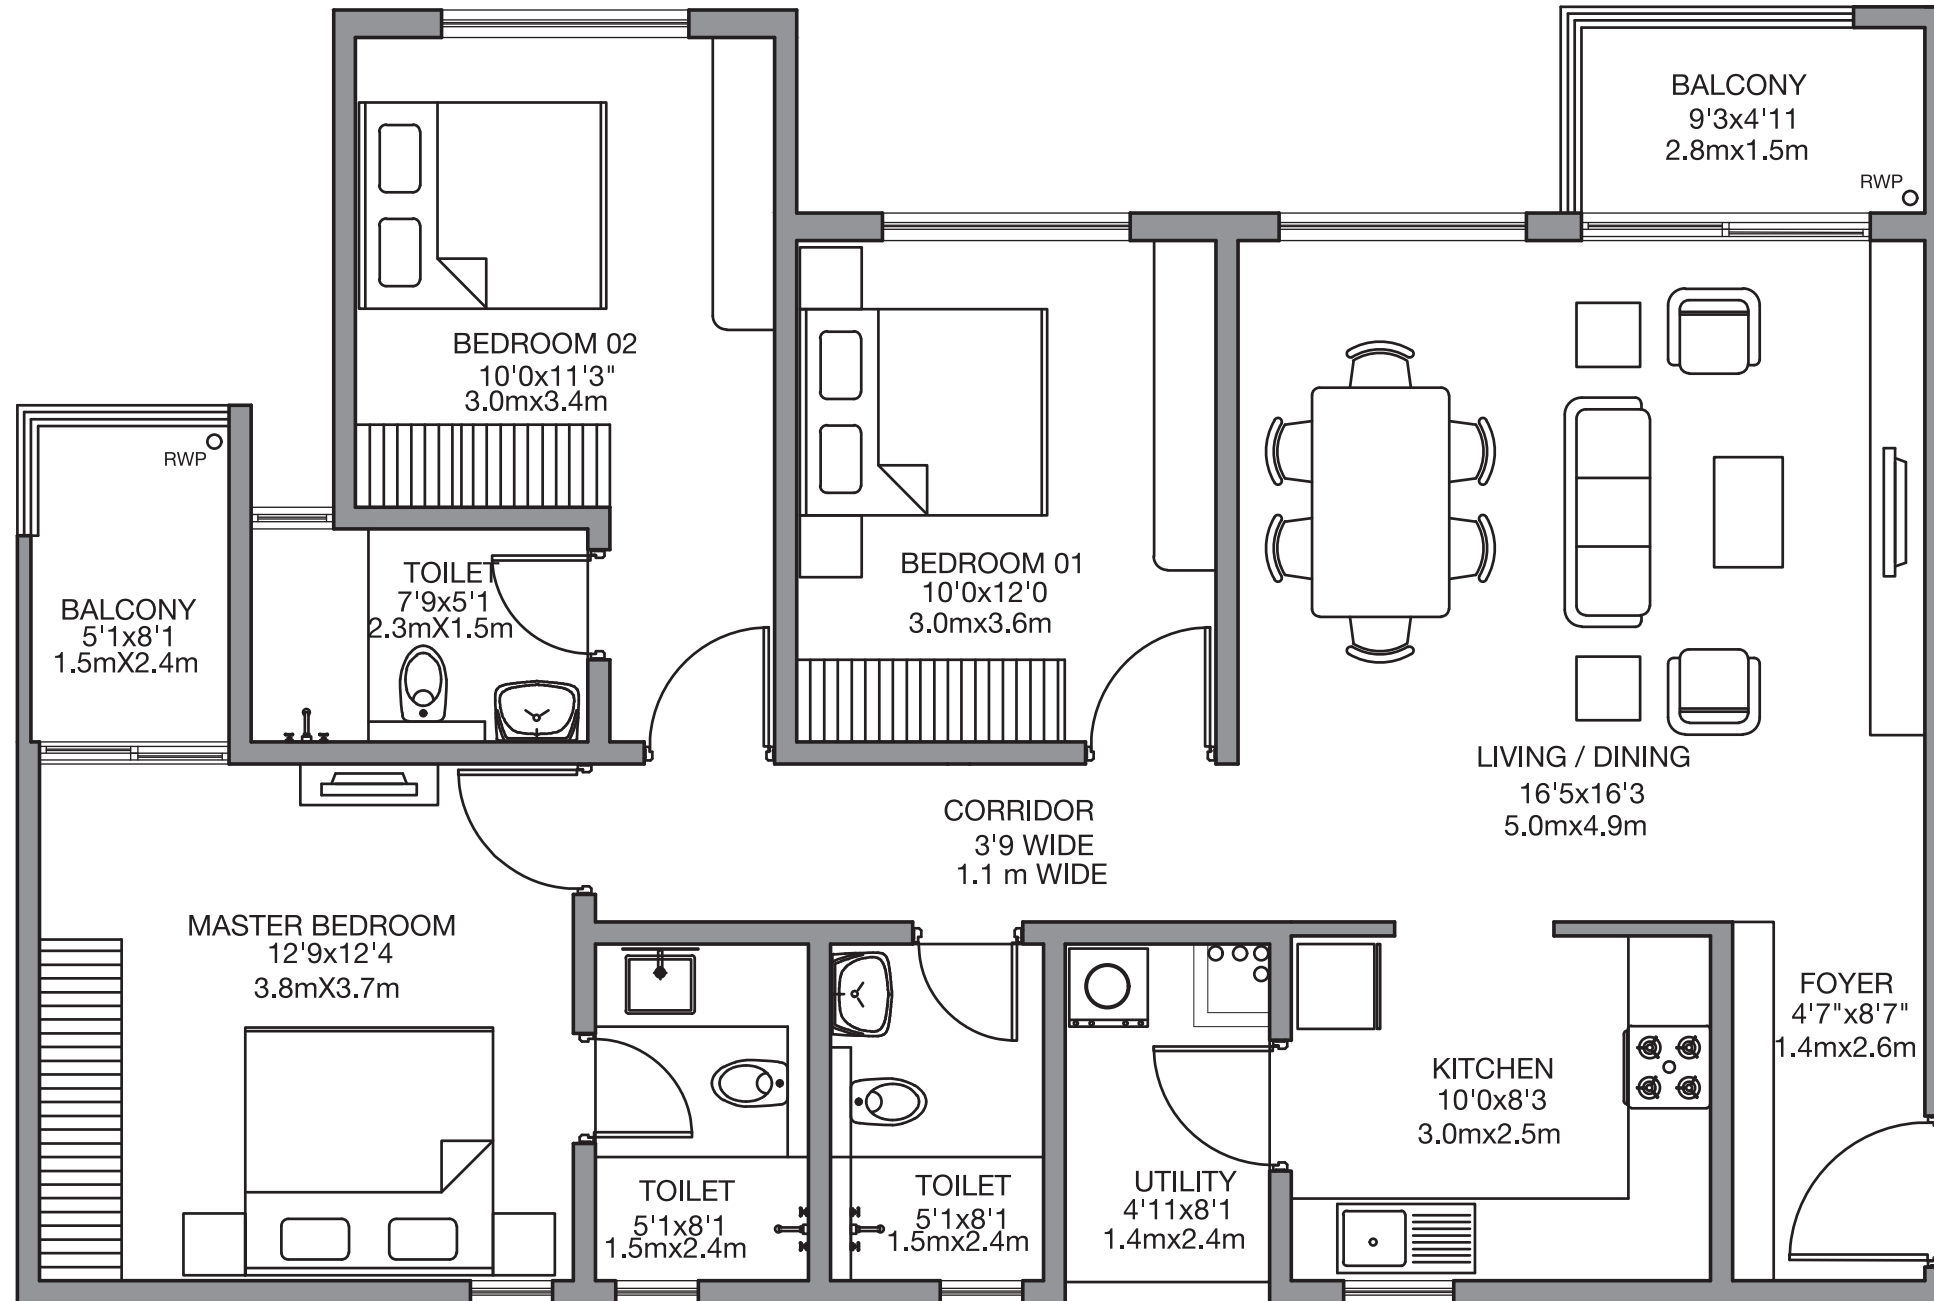 BALCONY
9'3x4'11
2.8mx1.5m
RWP
BEDROOM 02
10'0x11'3"
3.0mx3.4m
RWP
BALCONY
5'1x8'1
1.5mX2.4m
TOILET
7'9x5'1
2.3mX1.5m
BEDROOM 01
10'0x12'0
3.0mx3.6m
LIVING / DINING
16'5x16'3
5.0mx4.9m
CORRIDOR
3'9 WIDE
1.1 m WIDE
MASTER BEDROOM
12'9x12'4
3.8mX3.7m
FOYER
4'7"x8'7"
1.4mx2.6m
KITCHEN
10'0x8'3
3.0mx2.5m
TOILET
5'1x8'1
1.5mx2.4m
TOILET
5'1x8'1
1.5mx2.4m
UTILITY
4'11x8'1
1.4mx2.4m